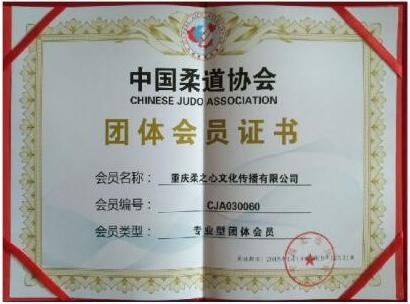 中国柔道协会
CHINESE JUDO ASSOCIATION
团体会员证书
会员名称： 重庆柔之心文化传播有限公司
会员编号： CJA030060
会员类型： 专业型团体会员